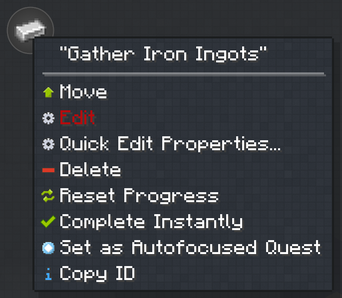 "Gather Iron Ingots"
Move
Edit
Quick Edit Properties...
Delete
Reset Progress
Complete Instantly
Set as Autofocused Quest
Copy ID